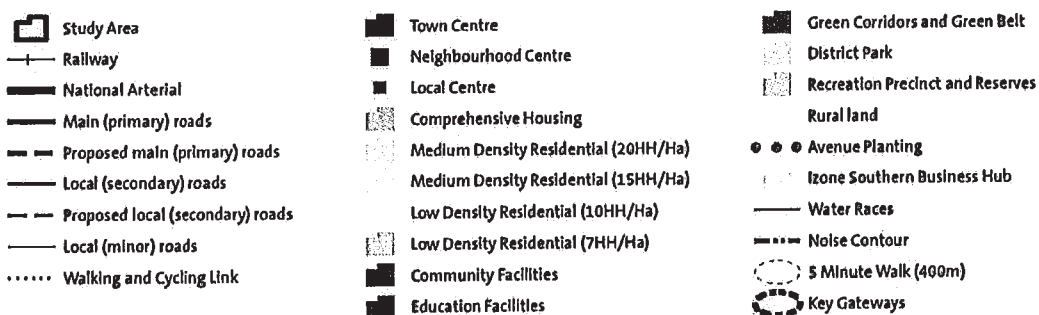 Study Area
Railway
National Arterial
Main (primary) roads
Proposed main (primary) roads
Local (secondary) roads
Proposed local (secondary) roads
Local (minor) roads
Walking and Cycling Link
Town Centre
Neighbourhood Centre
Local Centre
Comprehensive Housing
Medium Density Residential (20HH/Ha)
Medium Density Residential (15HH/Ha)
Low Density Residential (10HH/Ha)
Low Density Residential (7HH/Ha)
Community Facilities
Education Facilities
Green Corridors and Green Belt
District Park
Recreation Precinct and Reserves
Rural land
Avenue Planting
Izone Southern Business Hub
Water Races
Noise Contour
5 Minute Walk (400m)
Key Gateways